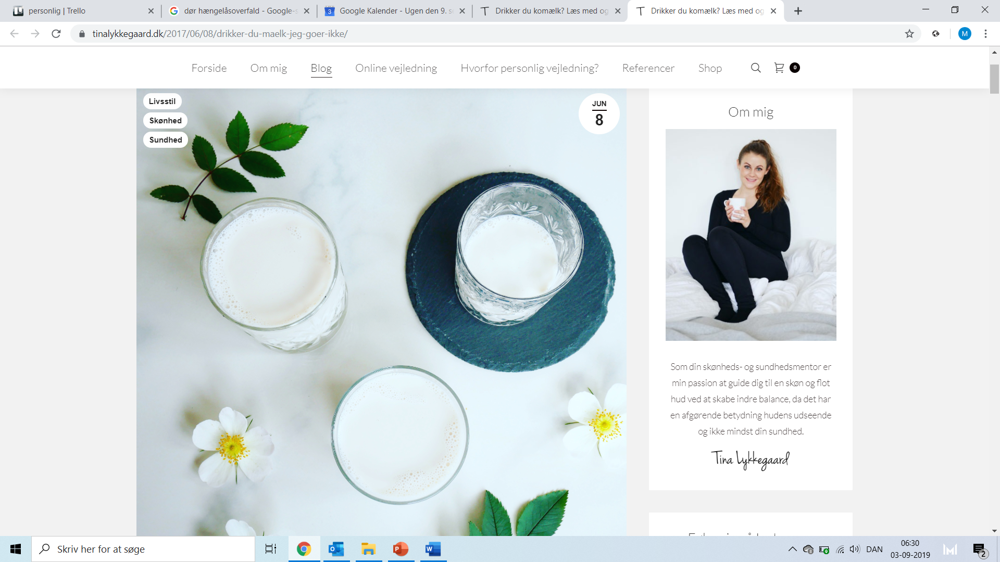 personlig | Trello
dør hængelåsoverfald - Google-s
Google Kalender - Ugen den 9. se
Drikker du komælk? Læs med og
Drikker du komælk? Læs med og
tinalykkegaard.dk/2017/06/08/drikker-du-maelk-jeg-goer-ikke/
M
Forside Om mig Blog Online vejledning Hvorfor personlig vejledning? Referencer Shop 0
Livsstil
Skønhed
Sundhed
JUN
8
Om mig
Som din skønheds- og sundhedsmentor er
min passion at guide dig til en skøn og flot
hud ved at skabe indre balance, da det har
en afgørende betydning hudens udseende
og ikke mindst din sundhed.
Tina Lykkegaard
Skriv her for at søge
DAN
06:30
03-09-2019
2